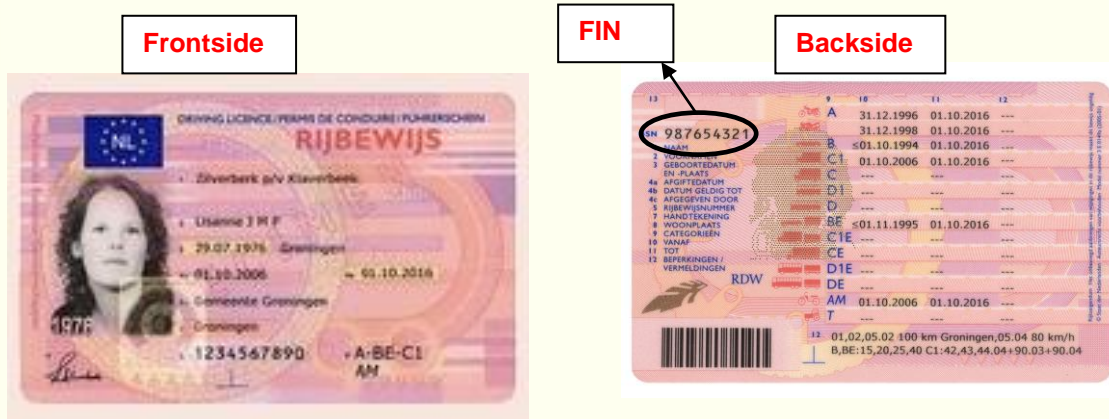 Frontside
FIN
Backside
NL
DRIVING LICENCE/PERMIS DE CONDUIRE/FÜHRERSCHEIN
RIJBEWIJS
Zilverberk p/v Klaverbeek
Lisanne J M P
29.07.1976 Groningen
01.10.2006 01.10.2016
Gemeente Groningen
Groningen
1976
1234567890 A-BE-C1
AM
13 9 10 11 12
SN 987654321
NAAM
2 VOORNAMEN
3 GEBOORTEDATUM
EN -PLAATS
4a AFGIFTEDATUM
4b DATUM GELDIG TOT
4c AFGEGEVEN DOOR
5 RIJBEWIJSNUMMER
7 HANDTEKENING
8 WOONPLAATS
9 CATEGORIEËN
10 VANAF
11 TOT
12 BEPERKINGEN /
VERMELDINGEN
RDW
A 31.12.1996 01.10.2016 ---
31.12.1998 01.10.2016 ---
B ≤01.10.1994 01.10.2016 ---
C1 01.10.2006 01.10.2016 ---
C --- --- ---
D1 --- --- ---
D --- --- ---
BE ≤01.11.1995 01.10.2016 ---
C1E --- --- ---
CE --- --- ---
D1E --- --- ---
DE --- --- ---
AM 01.10.2006 01.10.2016 ---
T --- --- ---
12 01,02,05.02 100 km Groningen,05.04 80 km/h
B,BE:15,20,25,40 C1:42,43,44.04+90.03+90.04